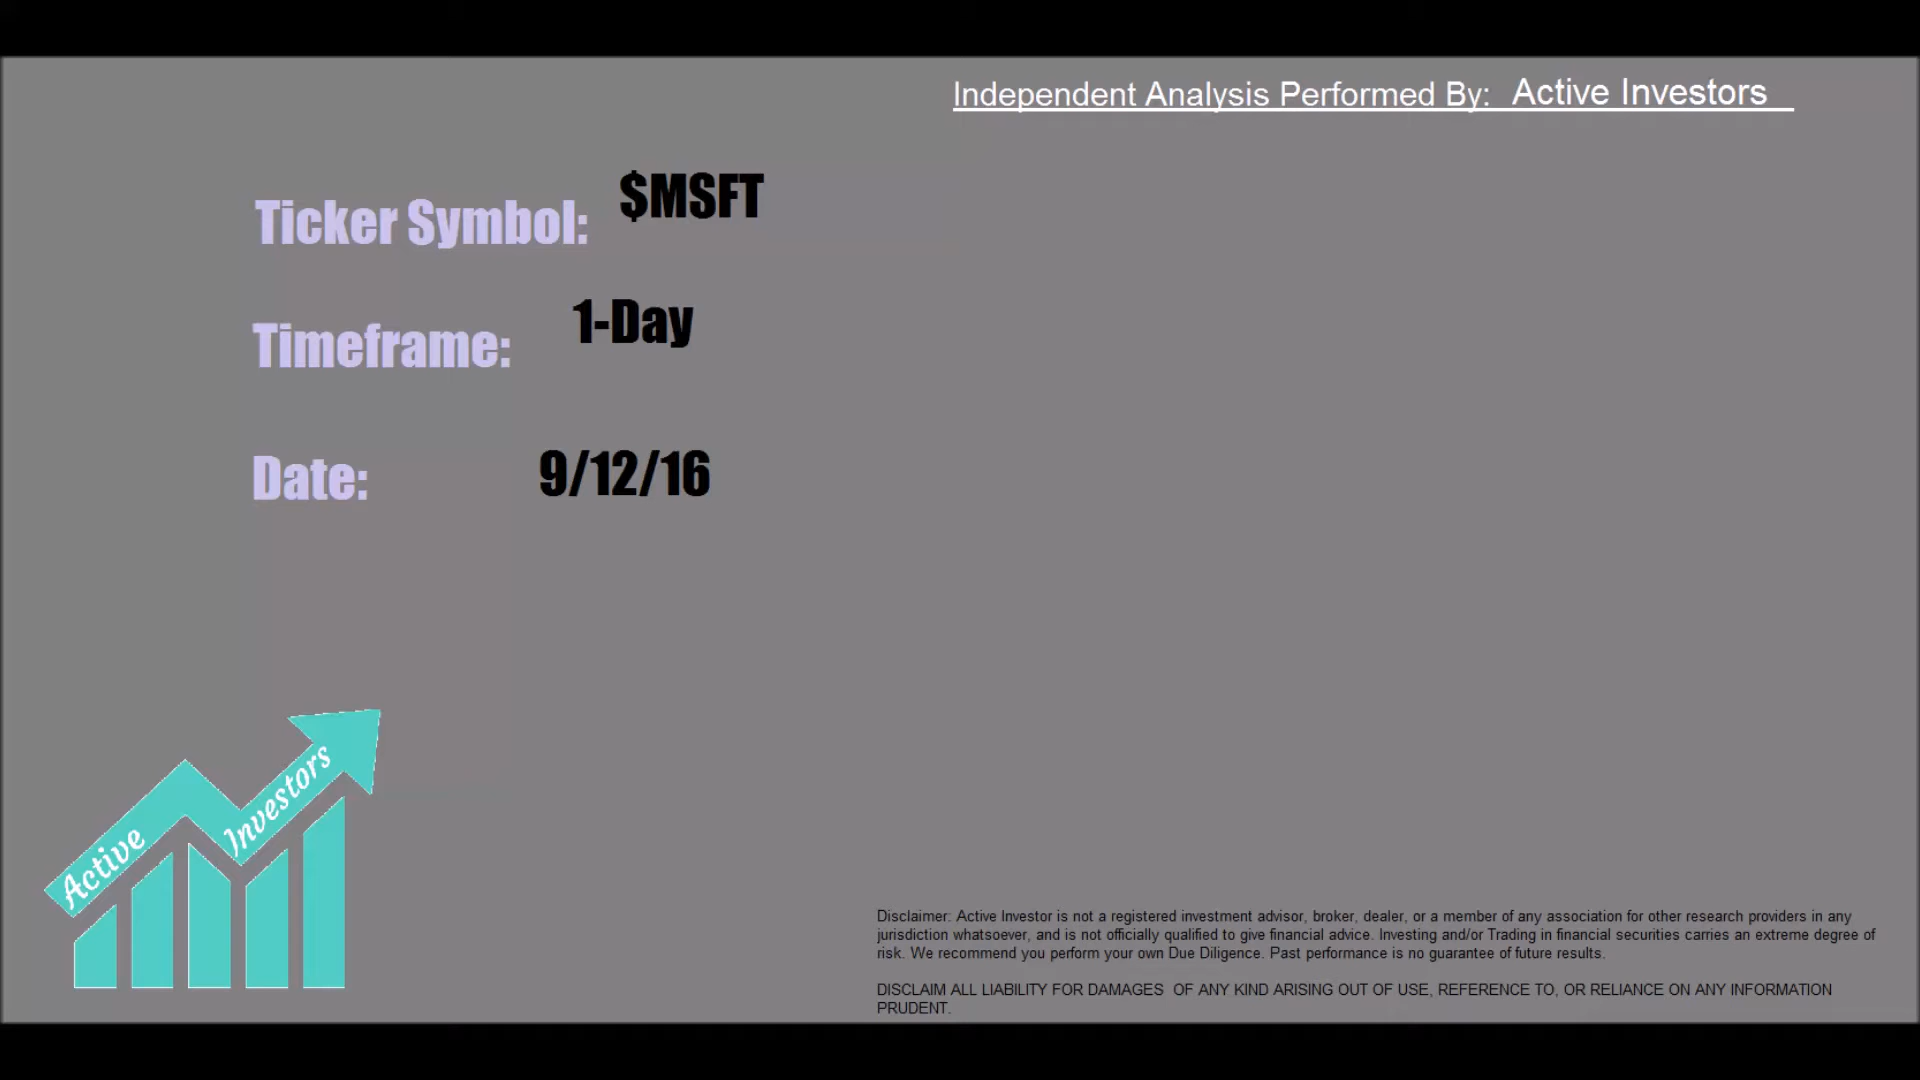 Independent Analysis Performed By: Active Investors
Ticker Symbol: $MSFT
Timeframe: 1-Day
Date: 9/12/16
Active Investors
Disclaimer: Active Investor is not a registered investment advisor, broker, dealer, or a member of any association for other research providers in any
jurisdiction whatsoever, and is not officially qualified to give financial advice. Investing and/or Trading in financial securities carries an extreme degree of
risk. We recommend you perform your own Due Diligence. Past performance is no guarantee of future results.
DISCLAIM ALL LIABILITY FOR DAMAGES OF ANY KIND ARISING OUT OF USE, REFERENCE TO, OR RELIANCE ON ANY INFORMATION
PRUDENT.